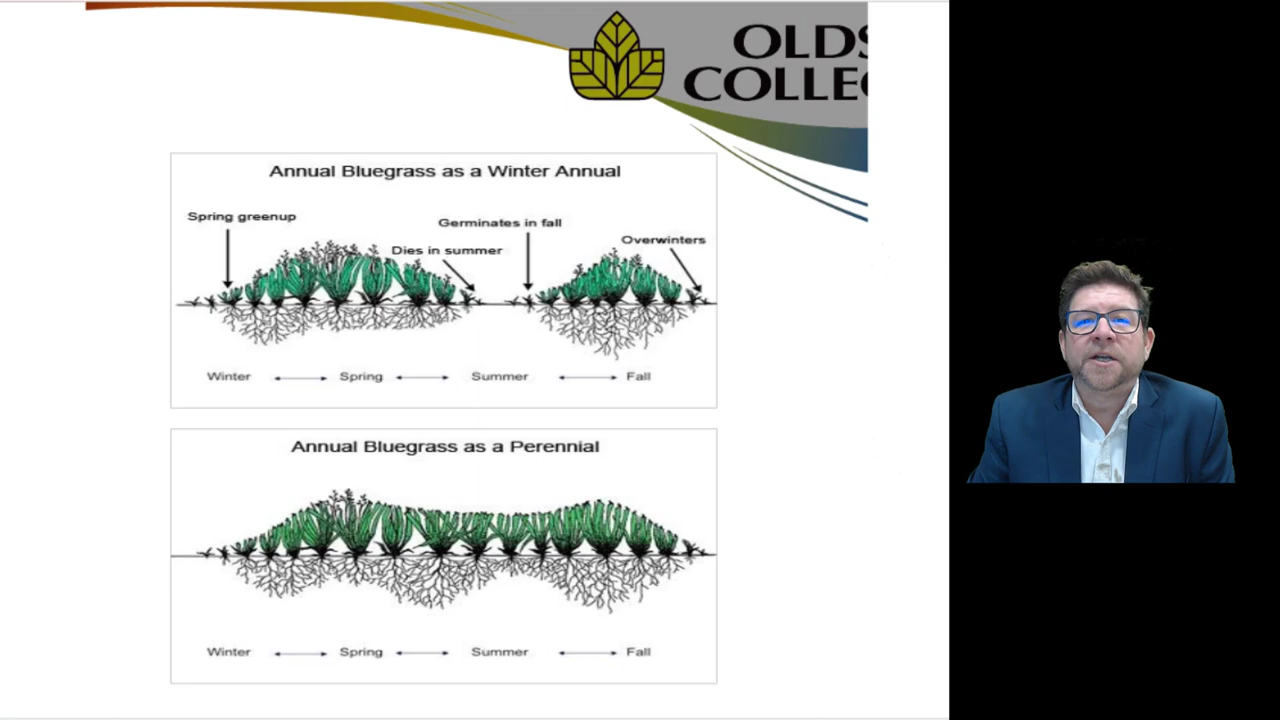 OLDS
COLLE
Annual Bluegrass as a Winter Annual
Spring greenup
Germinates in fall
Dies in summer
Overwinters
Winter Spring Summer Fall
Annual Bluegrass as a Perennial
Winter Spring Summer Fall